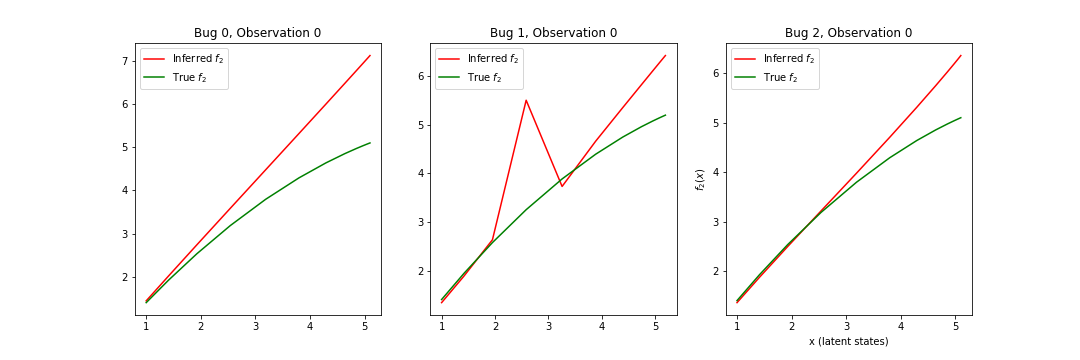 Bug 0, Observation 0
Inferred f₂
True f₂
7
6
5
4
3
2
1 2 3 4 5
Bug 1, Observation 0
Inferred f₂
True f₂
6
5
4
3
2
1 2 3 4 5
Bug 2, Observation 0
Inferred f₂
True f₂
f₂(x)
6
5
4
3
2
1 2 3 4 5
x (latent states)